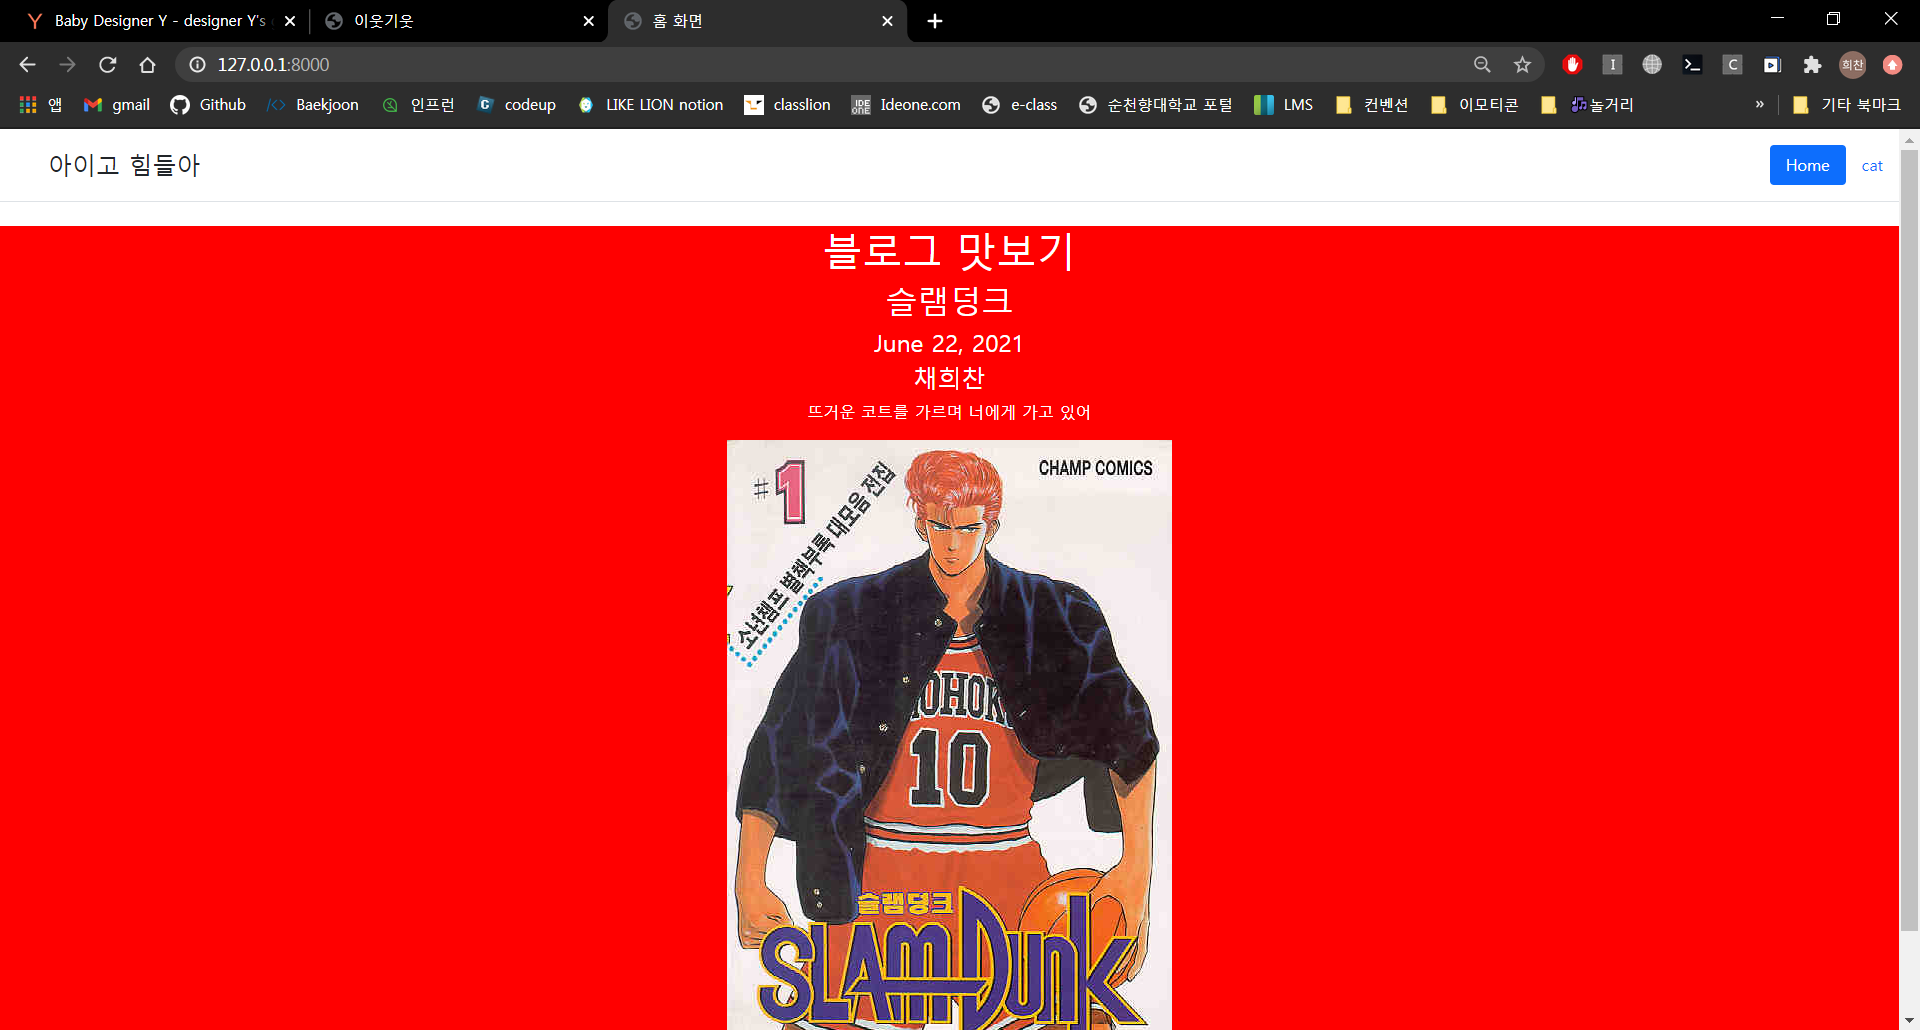 Baby Designer Y - designer Y's
이웃기웃
홈 화면
127.0.0.1:8000
희찬
앱
gmail
Github
Baekjoon
인프런
codeup
LIKE LION notion
classlion
Ideone.com
e-class
순천향대학교 포털
LMS
컨벤션
이모티콘
놀거리
»
기타 북마크
아이고 힘들아
Home
cat
블로그 맛보기
슬램덩크
June 22, 2021
채희찬
뜨거운 코트를 가르며 너에게 가고 있어
#1
CHAMP COMICS
소년챔프 별책부록 대모음 전집
OHOK
10
슬램덩크
SLAM DUNK